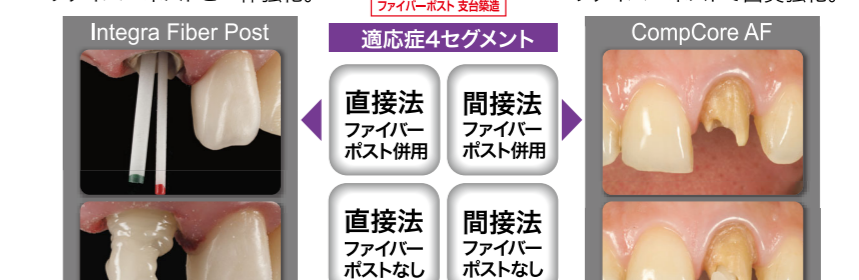 ファイバーポスト 支台築造
Integra Fiber Post
適応症4セグメント
CompCore AF
直接法
ファイバー
ポスト併用
間接法
ファイバー
ポスト併用
直接法
ファイバー
ポストなし
間接法
ファイバー
ポストなし